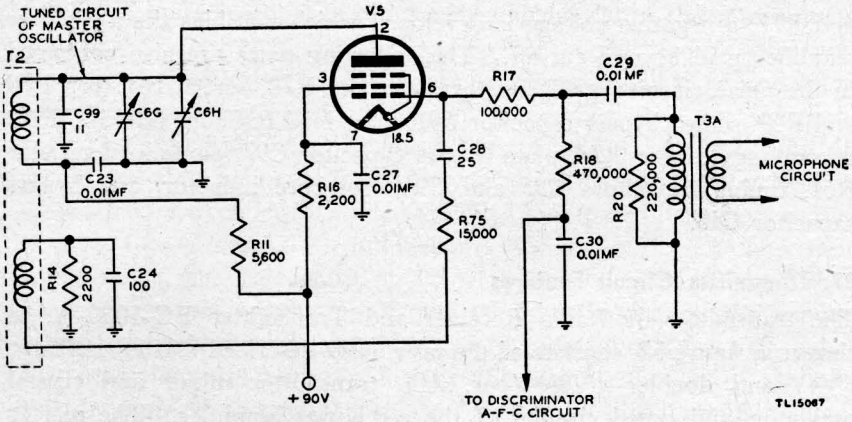 TUNED CIRCUIT
OF MASTER
OSCILLATOR
V5
2
T2
3
6
7
1&5
C99
11
C6G
C6H
C23
0.01MF
R16
2,200
C27
0.01MF
C28
25
R17
100,000
C29
0.01MF
R18
470,000
R20
220,000
T3A
MICROPHONE
CIRCUIT
R14
2200
C24
100
R11
5,600
R75
15,000
C30
0.01MF
+90V
TO DISCRIMINATOR
A-F-C CIRCUIT
TL15067